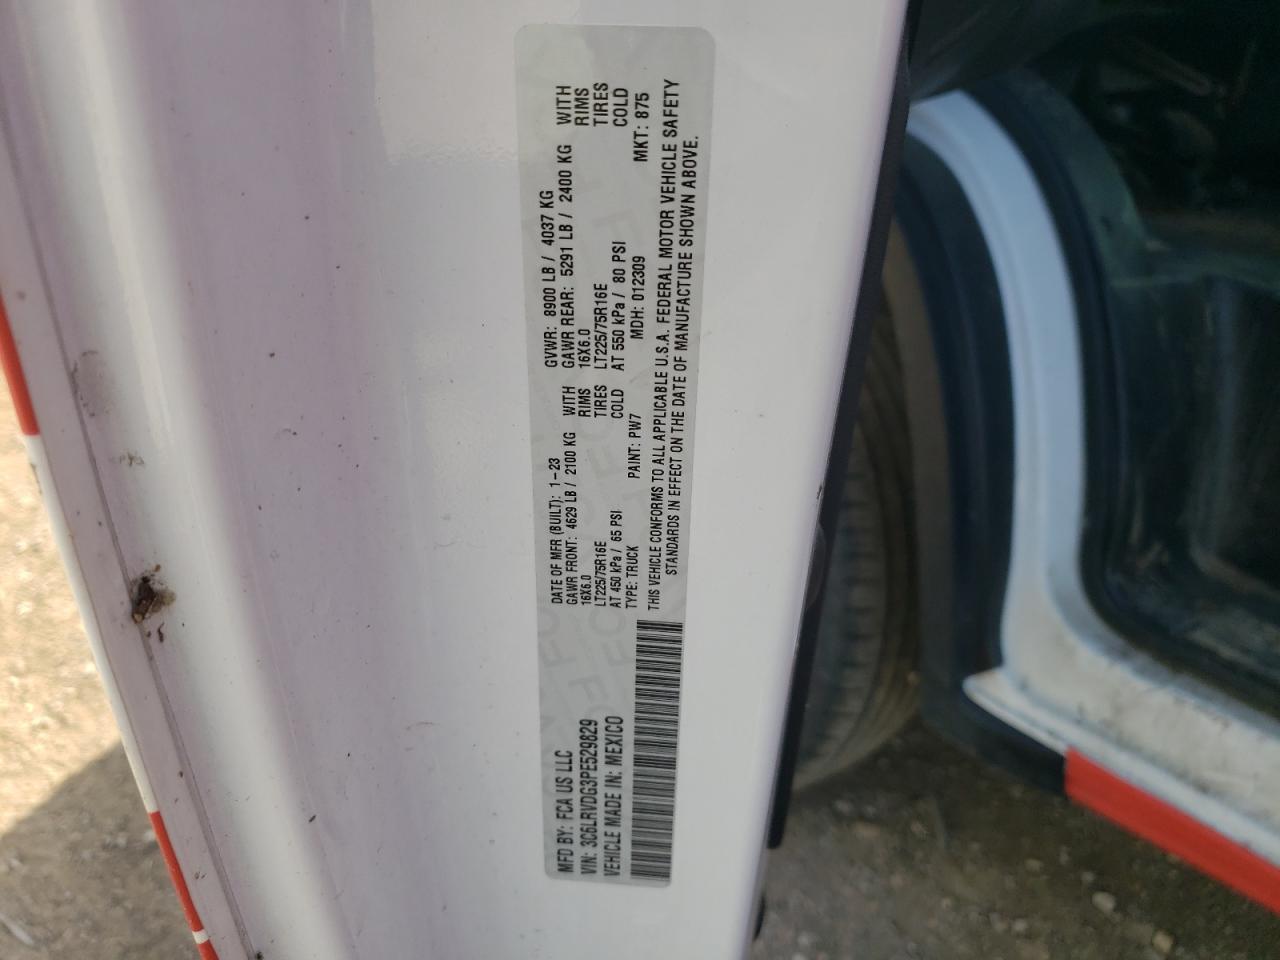 MFD BY: FCA US LLC
VIN: 3C6LRVDG3PE529829
VEHICLE MADE IN: MEXICO
DATE OF MFR (BUILT): 1-23 GVWR: 8900 LB / 4037 KG
GAWR FRONT: 4629 LB / 2100 KG WITH GAWR REAR: 5291 LB / 2400 KG WITH
16X6.0 RIMS 16X6.0 RIMS
LT225/75R16E TIRES LT225/75R16E TIRES
AT 450 kPa / 65 PSI COLD AT 550 kPa / 80 PSI COLD
TYPE: TRUCK PAINT: PW7 MDH: 012309 MKT: 875
THIS VEHICLE CONFORMS TO ALL APPLICABLE U.S.A. FEDERAL MOTOR VEHICLE SAFETY
STANDARDS IN EFFECT ON THE DATE OF MANUFACTURE SHOWN ABOVE.